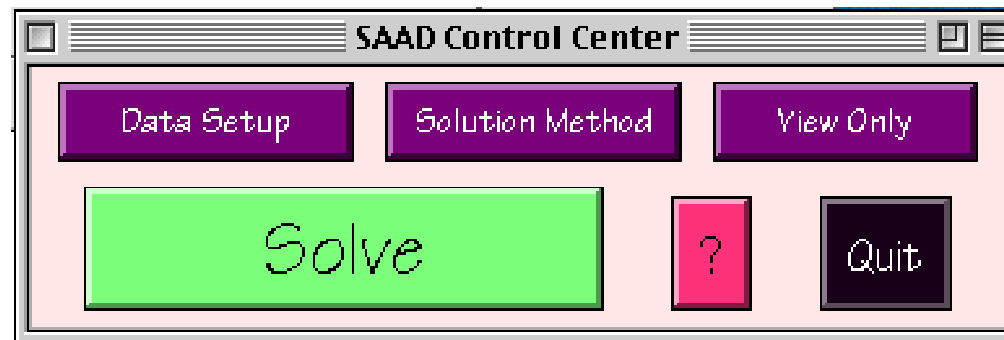 SAAD Control Center
Data Setup
Solution Method
View Only
Solve
?
Quit